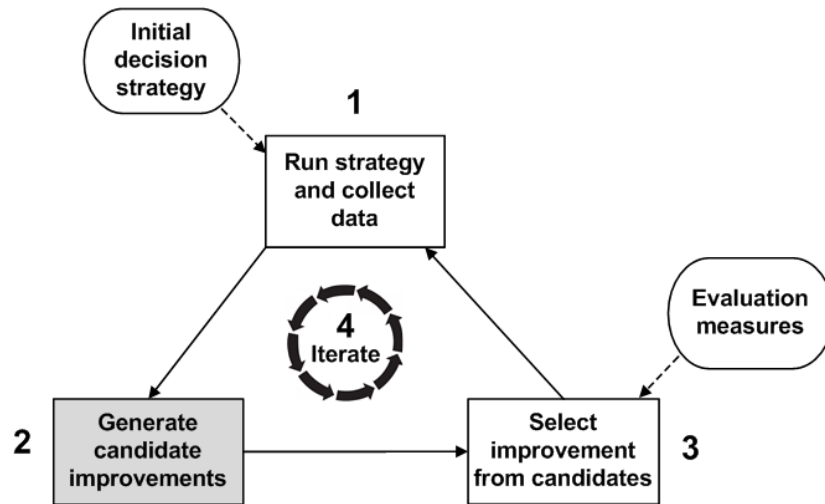 Initial
decision
strategy
1
Run strategy
and collect
data
4
Iterate
Evaluation
measures
2
Generate
candidate
improvements
Select
improvement
from candidates
3